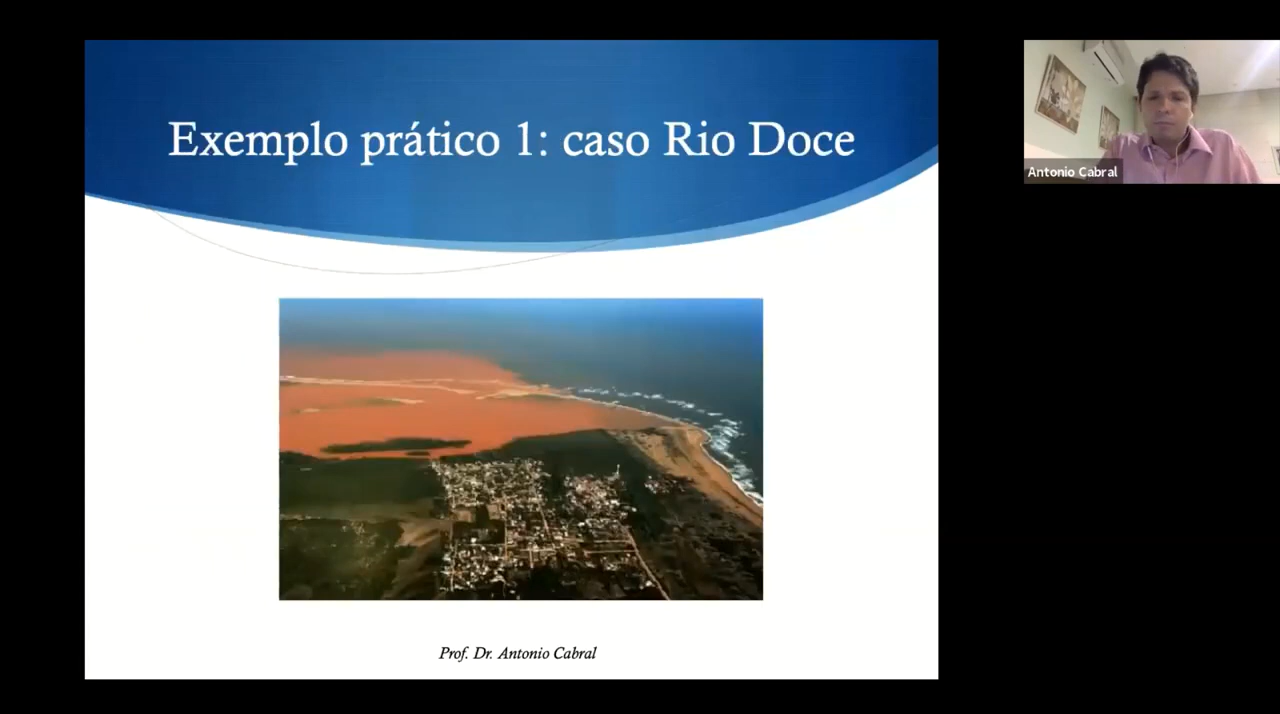 Exemplo prático 1: caso Rio Doce
Antonio Cabral
Prof. Dr. Antonio Cabral